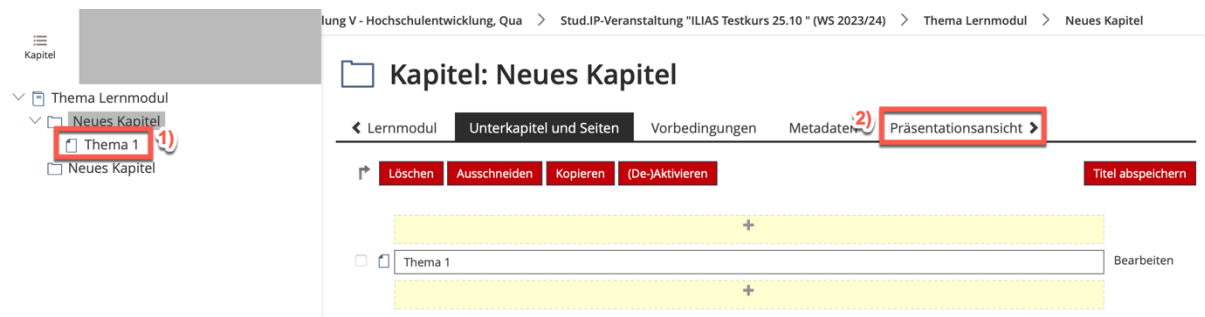 lung V - Hochschulentwicklung, Qua > Stud.IP-Veranstaltung "ILIAS Testkurs 25.10 " (WS 2023/24) > Thema Lernmodul > Neues Kapitel
Kapitel
Kapitel: Neues Kapitel
Thema Lernmodul
Neues Kapitel
Thema 1
1)
Neues Kapitel
Lernmodul Unterkapitel und Seiten Vorbedingungen Metadaten 2) Präsentationsansicht
Löschen Ausschneiden Kopieren (De-)Aktivieren Titel abspeichern
+
Thema 1 Bearbeiten
+